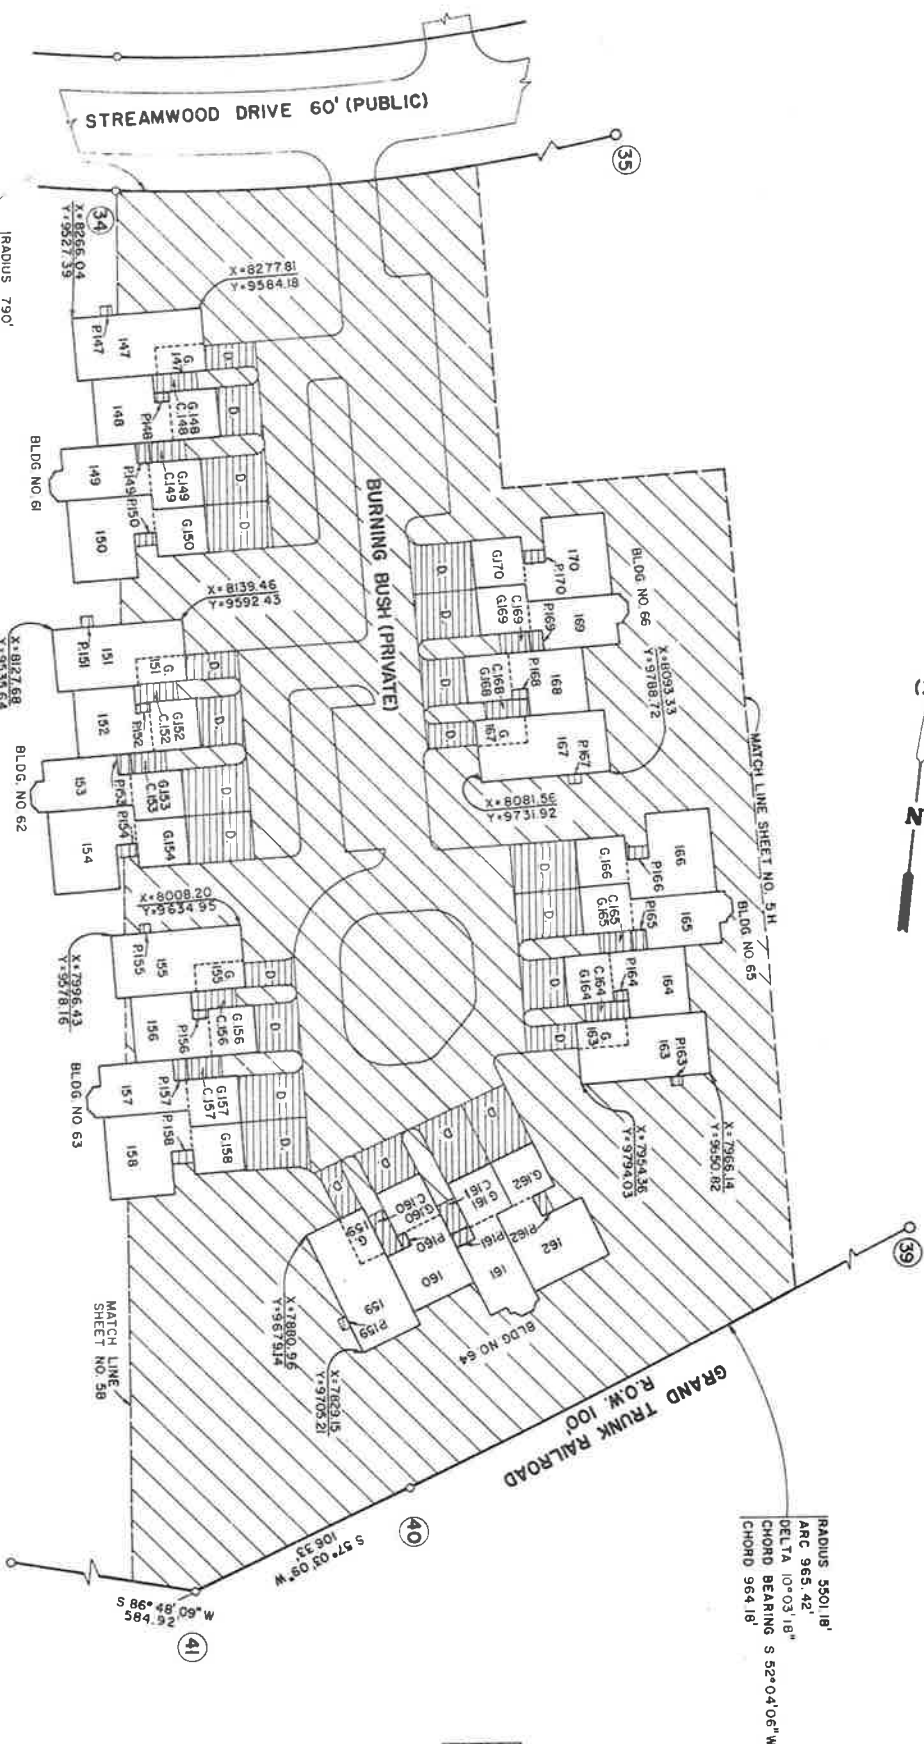 STREAMWOOD DRIVE 60' (PUBLIC)
35
34
X=8266.04
Y=9527.39
RADIUS 790'
X=8277.81
Y=9584.18
147
P.147
G.
147
D.
148
P.148
G.148
C.148
149
P.149
G.149
C.149
D.
150
P.150
G.150
D.
BLDG NO. 61
BURNING BUSH (PRIVATE)
X=8139.46
Y=9592.43
X=8127.68
Y=9535.64
151
P.151
G.
151
D.
152
P.152
G.152
C.152
D.
153
P.153
G.153
C.153
D.
154
P.154
G.154
D.
BLDG. NO 62
X=8008.20
Y=9634.95
X=7996.43
Y=9578.16
155
P.155
G.
155
D.
156
P.156
G.156
C.156
D.
157
P.157
G.157
C.157
D.
158
P.158
G.158
D.
BLDG NO 63
MATCH LINE
SHEET NO. 5B
170
P.170
G.170
D.
169
P.169
C.169
G.169
D.
168
P.168
C.168
G.168
D.
167
P.167
G.
167
D.
BLDG NO. 66
X=8093.33
Y=9788.72
X=8081.56
Y=9731.92
MATCH LINE SHEET NO. 5H
N
166
P.166
G.166
D.
165
P.165
C.165
G.165
D.
164
P.164
C.164
G.164
D.
163
P.163
G.
163
D.
BLDG NO. 65
X=7966.14
Y=9650.82
X=7954.36
Y=9794.03
162
P.162
G.162
D.
161
P.161
C.161
G.161
D.
160
P.160
C.160
G.160
D.
159
P.159
G.
159
D.
BLDG NO. 64
X=7880.96
Y=9679.14
X=7829.15
Y=9705.21
39
GRAND TRUNK RAILROAD
R.O.W. 100'
RADIUS 5501.18'
ARC 965.42'
DELTA 10°03'18"
CHORD BEARING S 52°04'06"W
CHORD 964.18'
40
S 57°03'09"W
106.33'
41
S 86°48'09"W
584.92'